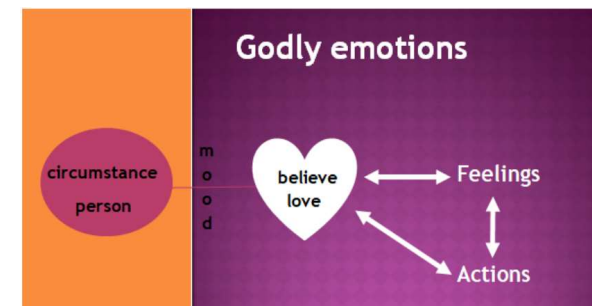 Godly emotions
circumstance
person
m
o
o
d
believe
love
Feelings
Actions